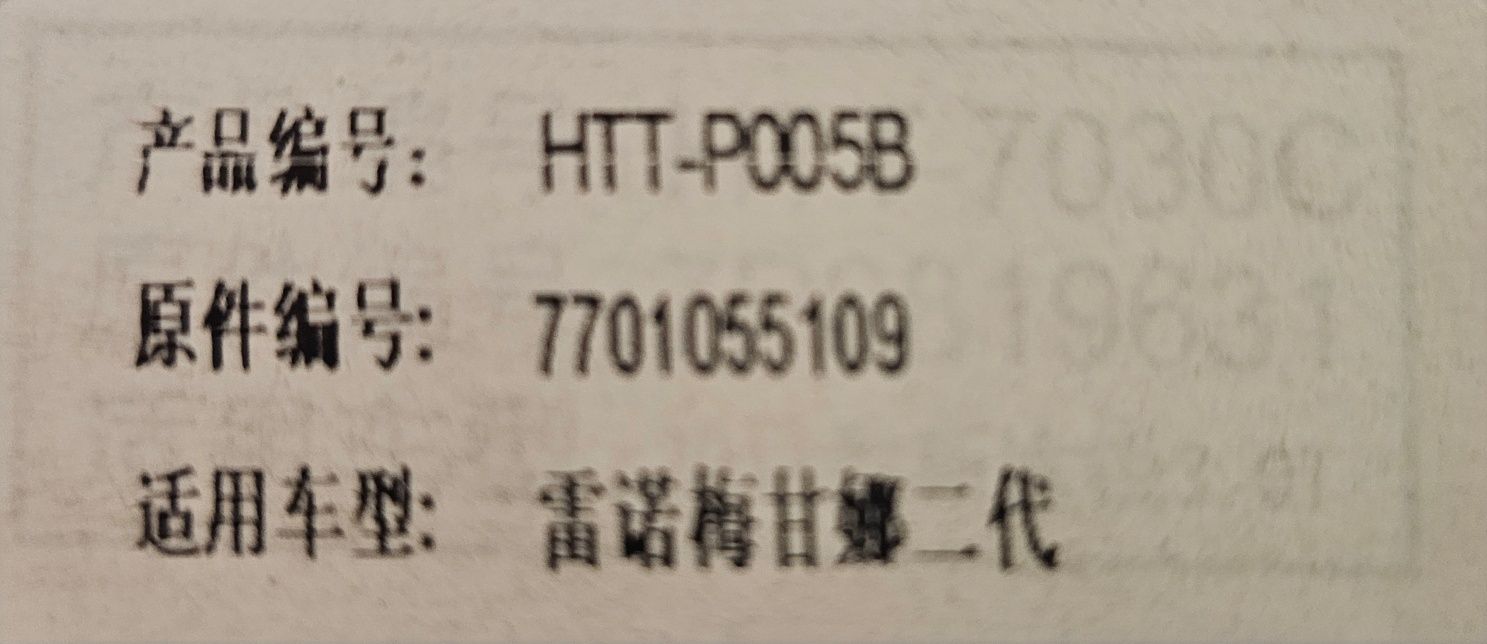 产品编号: HTT-P005B
原件编号: 7701055109
适用车型: 雷诺梅甘娜二代